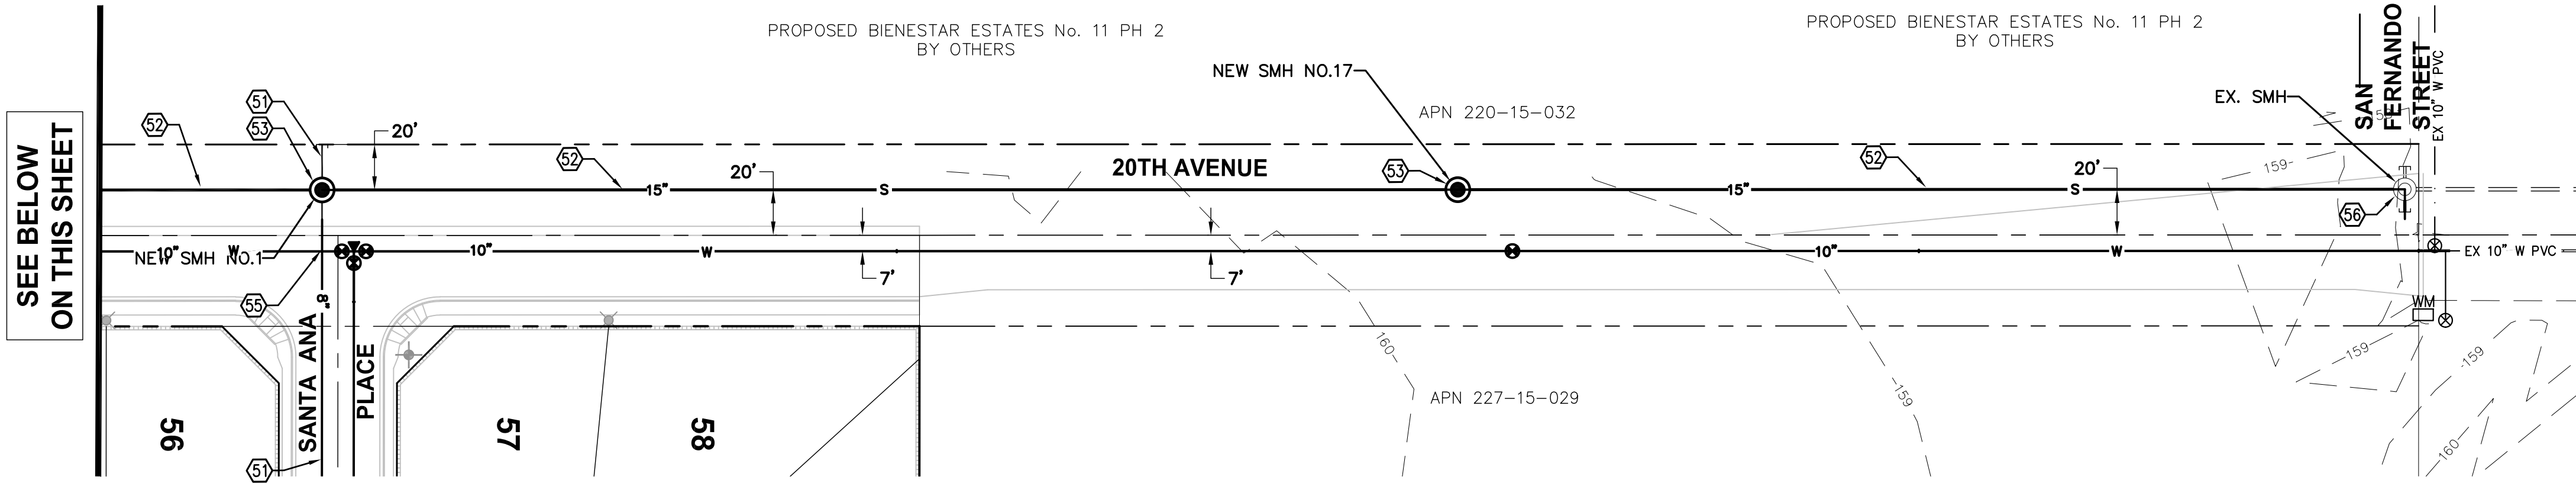 PROPOSED BIENESTAR ESTATES No. 11 PH 2
BY OTHERS
PROPOSED BIENESTAR ESTATES No. 11 PH 2
BY OTHERS
SAN
FERNANDO
STREET
EX 10" W PVC
NEW SMH NO.17
APN 220-15-032
EX. SMH
SEE BELOW
ON THIS SHEET
51
52
53
20'
52
20'
20TH AVENUE
53
52
20'
159
15"
S
15"
S
56
10"
W
NEW SMH NO.1
10"
W
10"
W
EX 10" W PVC
7'
7'
55
8"
WM
SANTA ANA
PLACE
160
159
159
159
160
APN 227-15-029
56
57
58
51